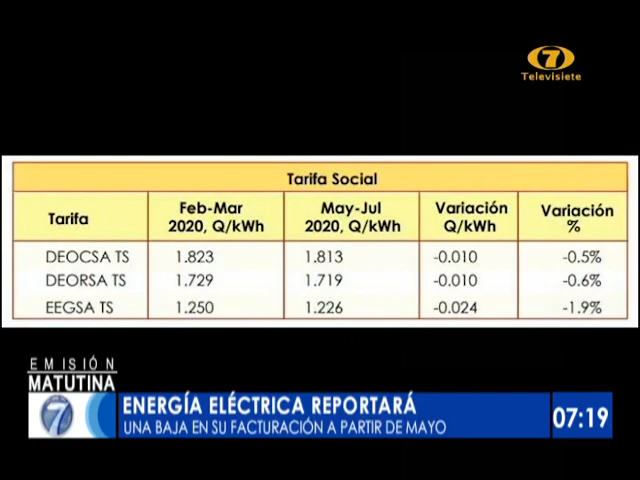 7
Televisiete
Tarifa Social
Tarifa Feb-Mar 2020, Q/kWh May-Jul 2020, Q/kWh Variación Q/kWh Variación %
DEOCSA TS 1.823 1.813 -0.010 -0.5%
DEORSA TS 1.729 1.719 -0.010 -0.6%
EEGSA TS 1.250 1.226 -0.024 -1.9%
EMISIÓN
MATUTINA
7
ENERGÍA ELÉCTRICA REPORTARÁ
UNA BAJA EN SU FACTURACIÓN A PARTIR DE MAYO
07:19